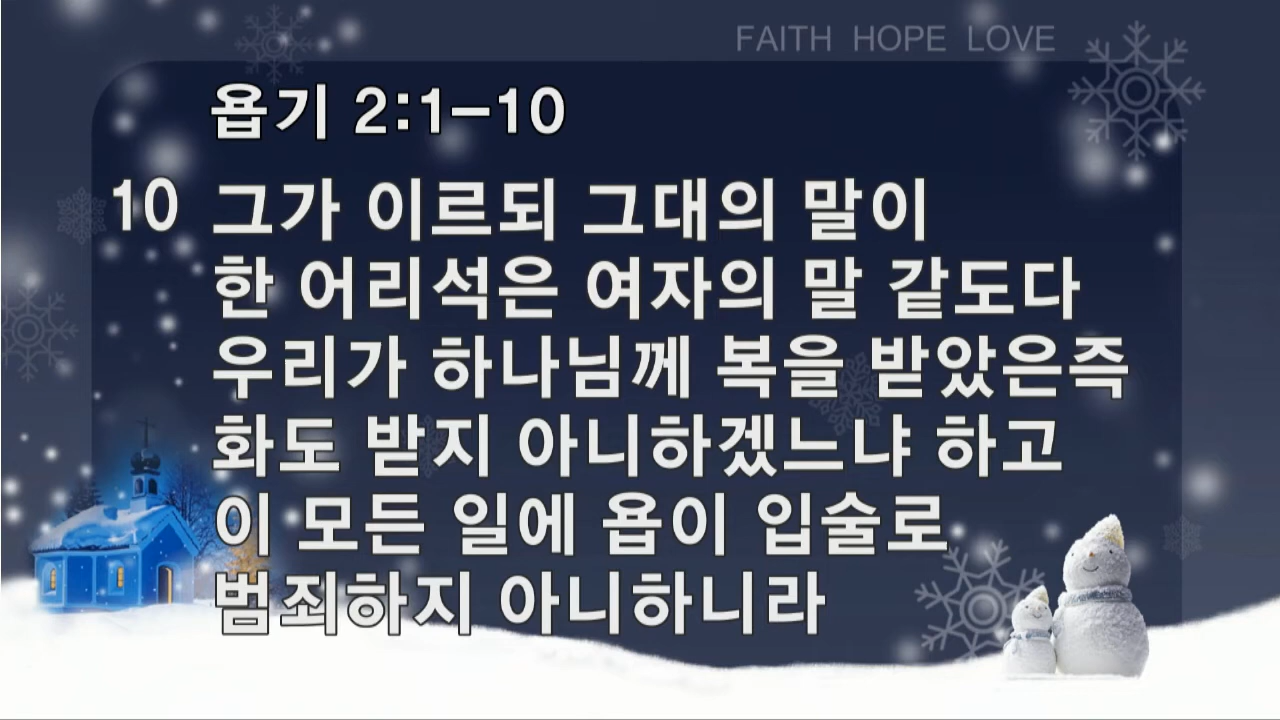 FAITH HOPE LOVE
욥기 2:1-10
10 그가 이르되 그대의 말이
한 어리석은 여자의 말 같도다
우리가 하나님께 복을 받았은즉
화도 받지 아니하겠느냐 하고
이 모든 일에 욥이 입술로
범죄하지 아니하니라